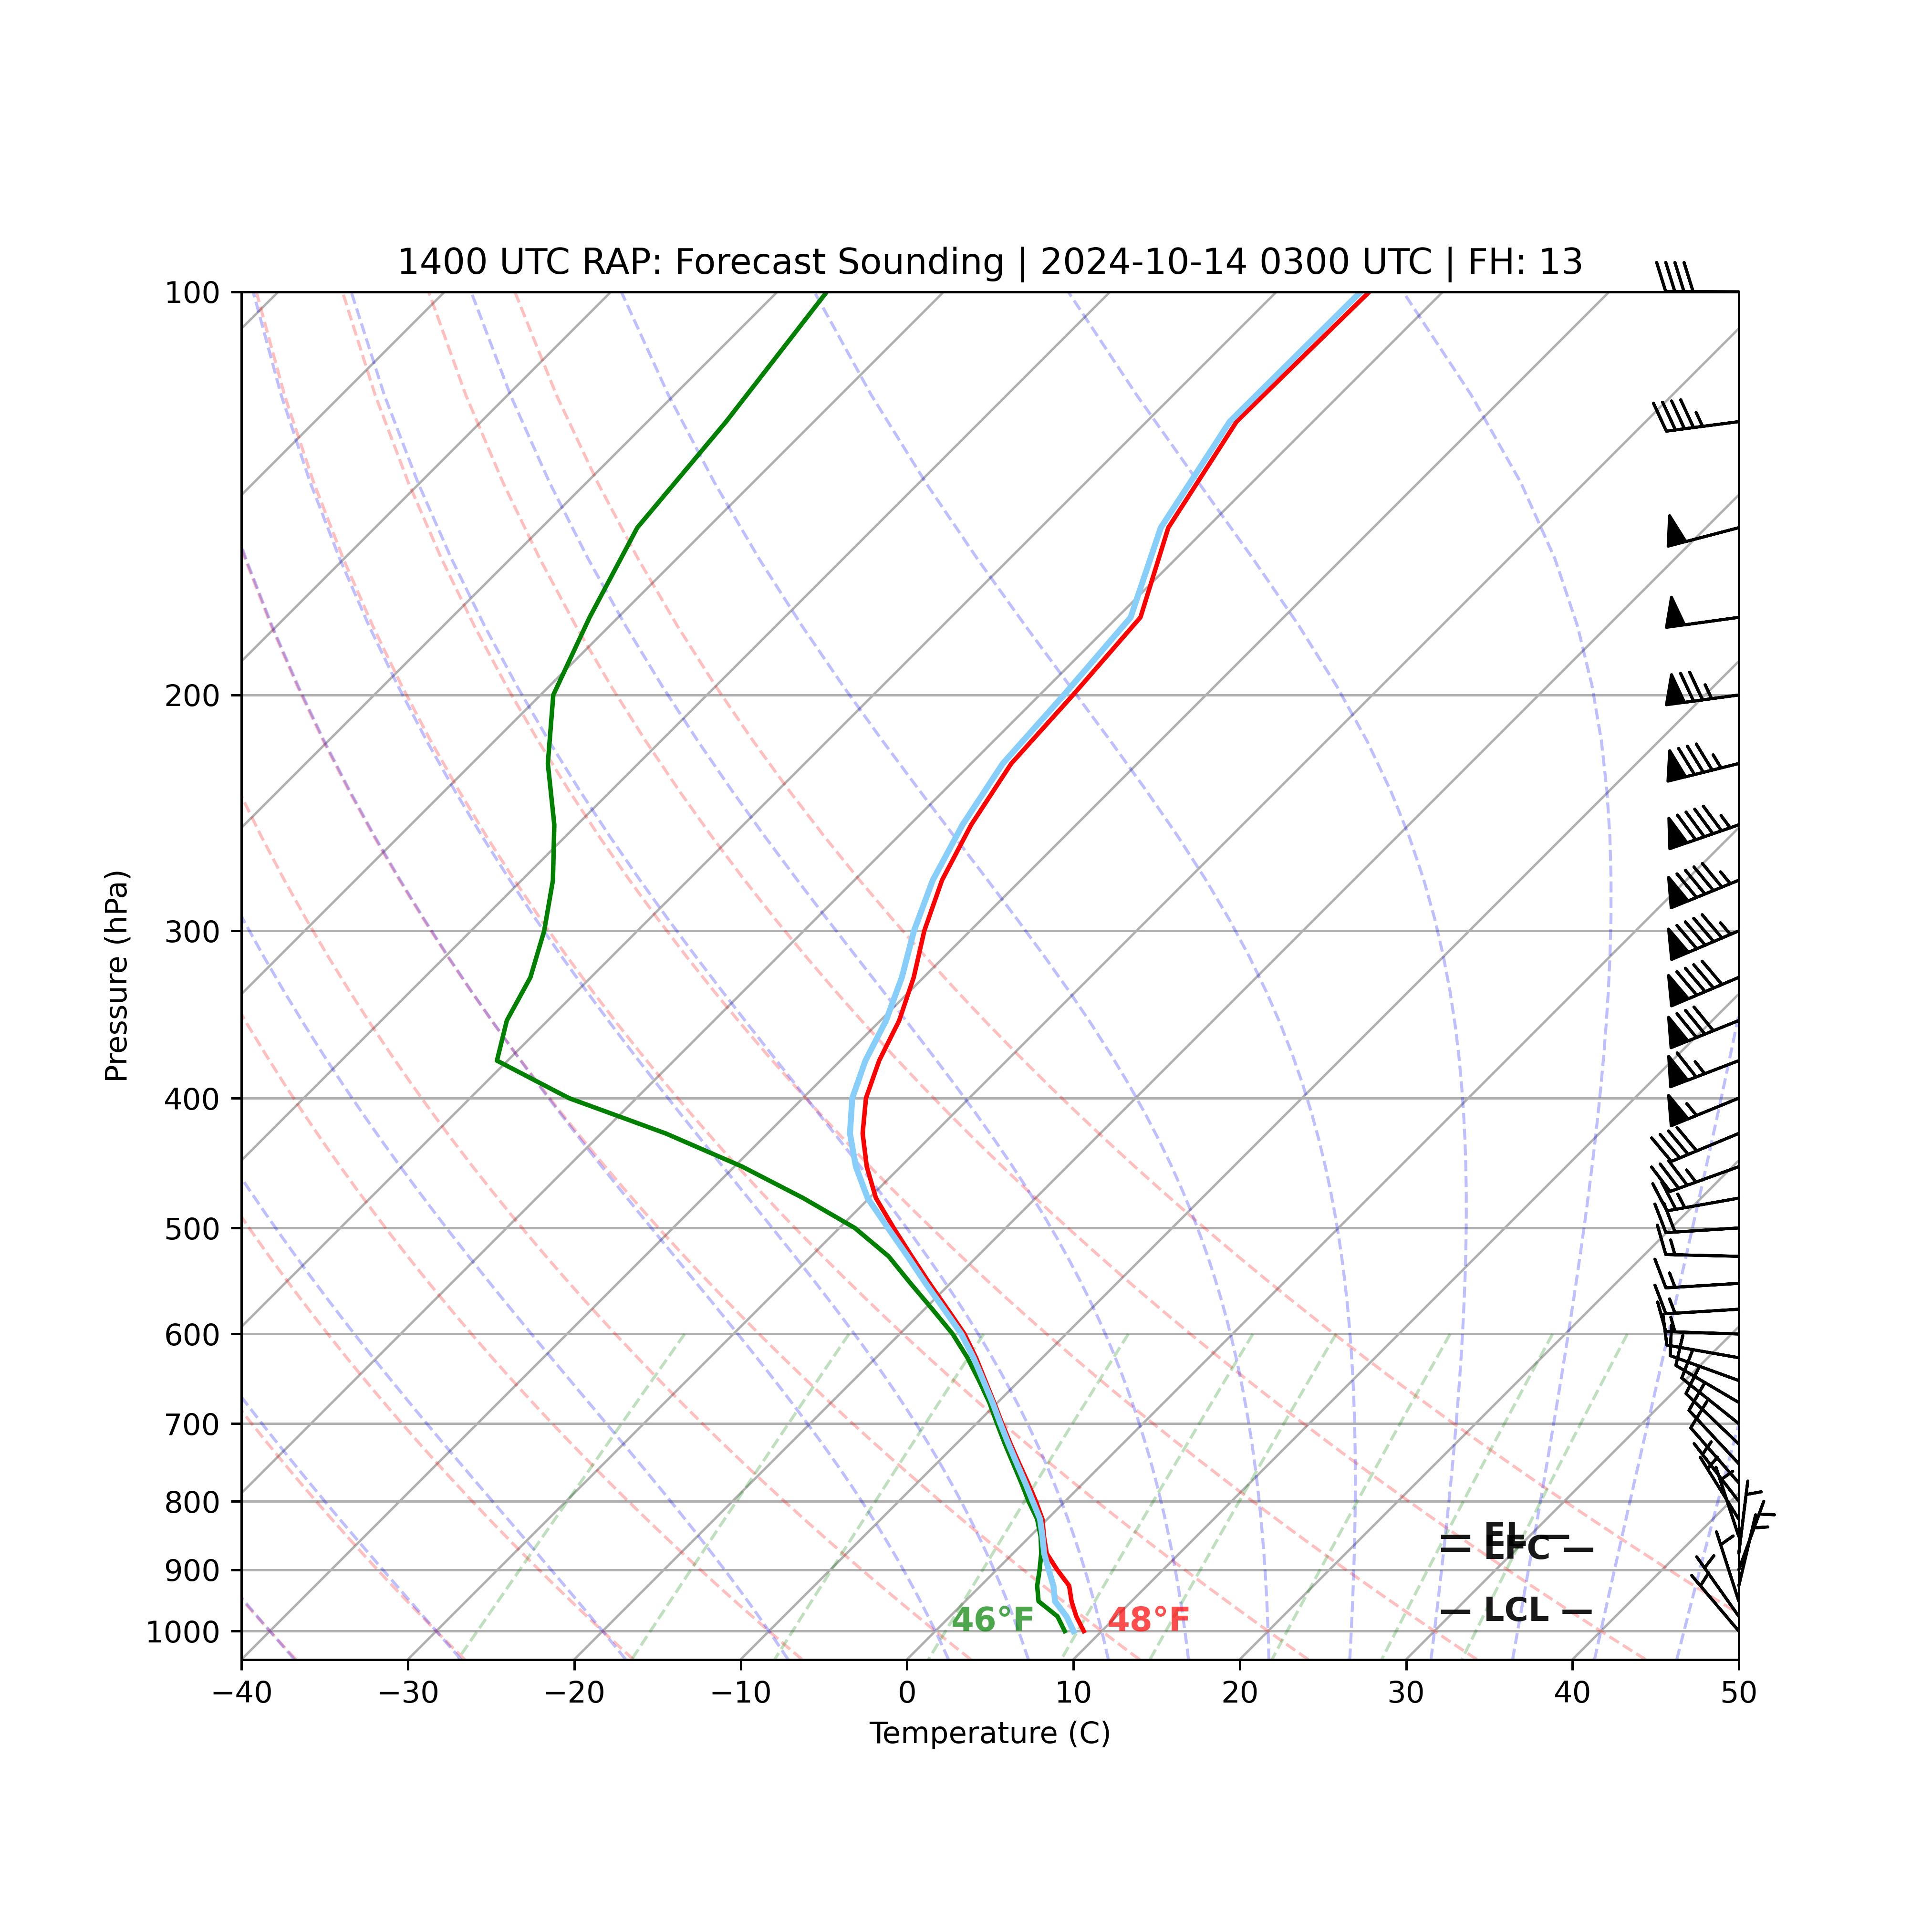 1400 UTC RAP: Forecast Sounding | 2024-10-14 0300 UTC | FH: 13
100
200
300
400
500
600
700
800
900
1000
Pressure (hPa)
— EL —
— LFC —
— LCL —
46°F
48°F
−40
−30
−20
−10
0
10
20
30
40
50
Temperature (C)